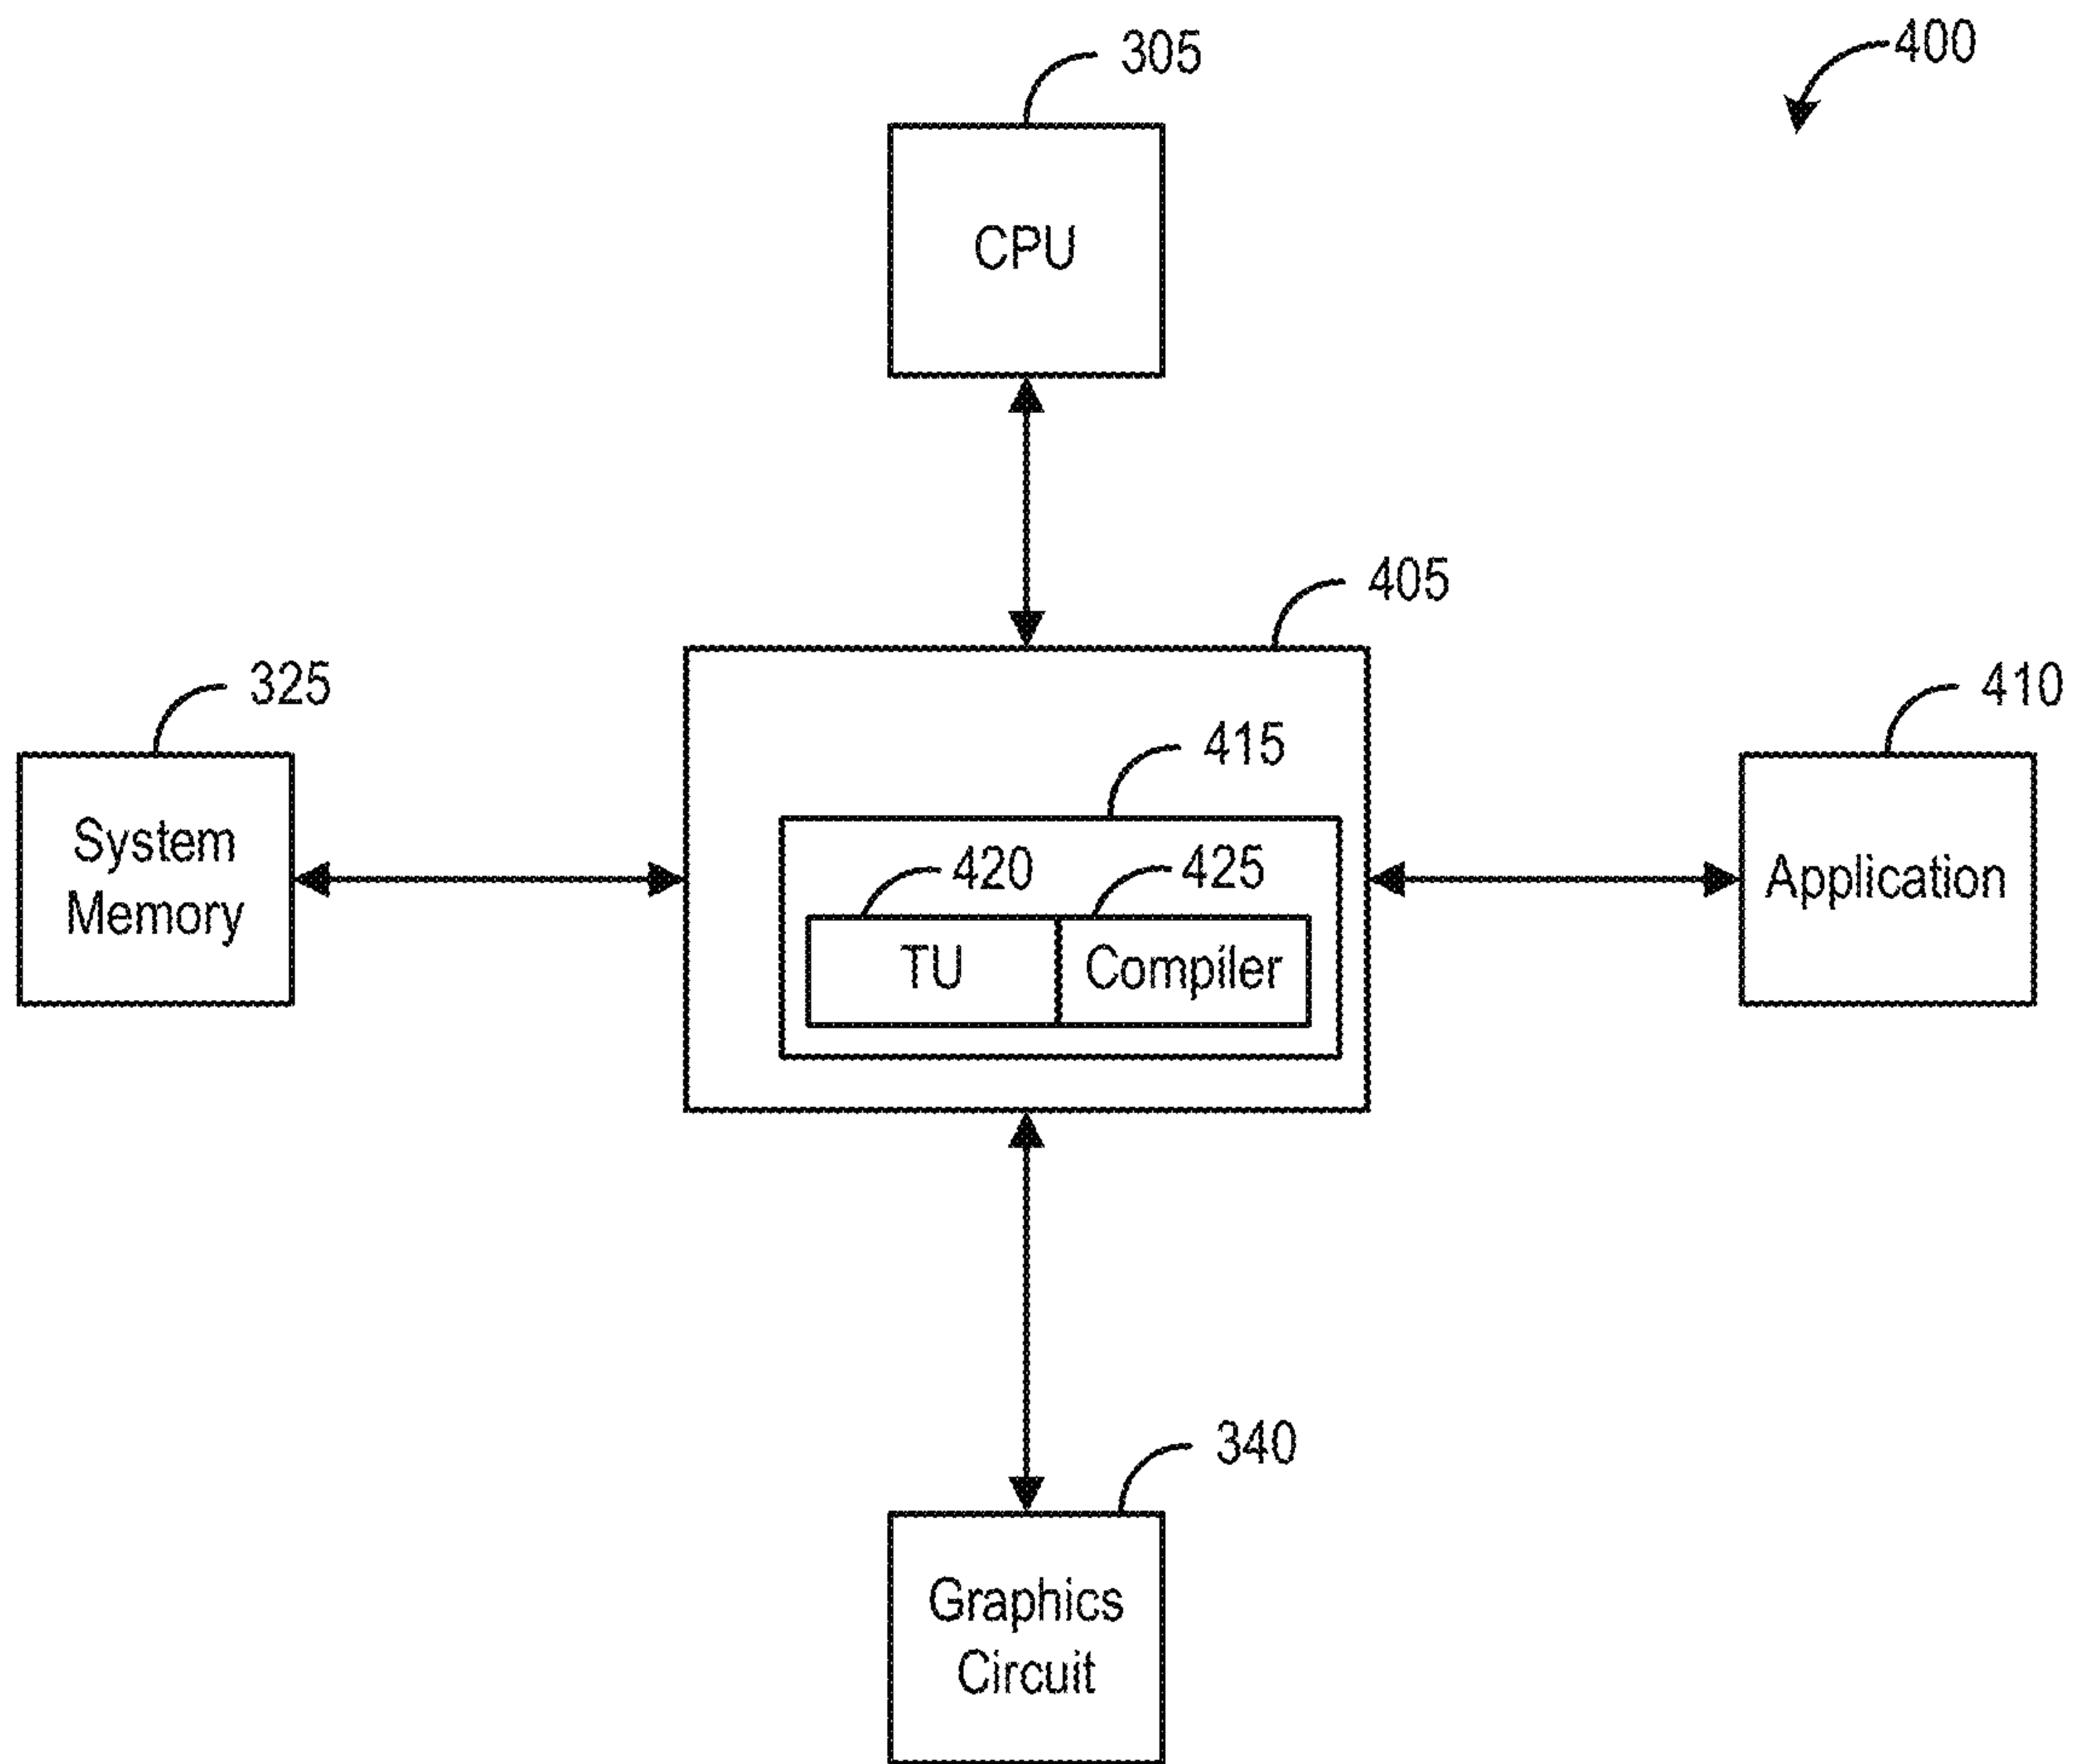 400
305
CPU
405
325
System
Memory
410
Application
415
420
425
TU
Compiler
340
Graphics
Circuit